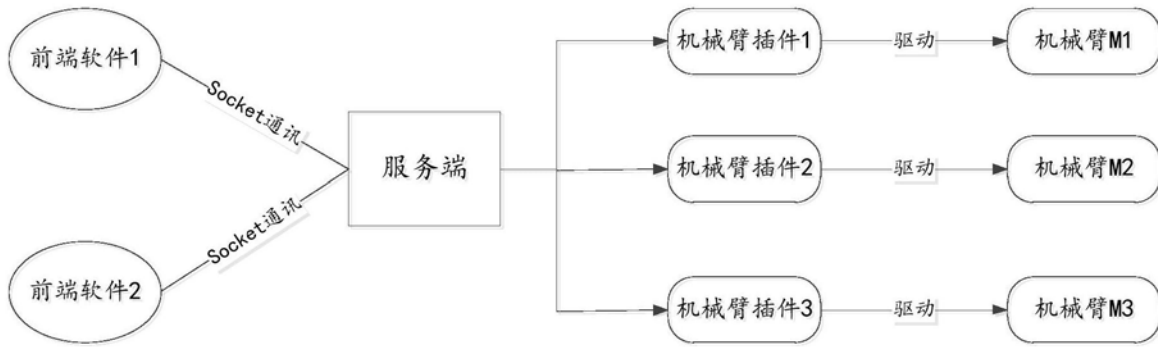 前端软件1
Socket通讯
前端软件2
Socket通讯
服务端
机械臂插件1
驱动
机械臂M1
机械臂插件2
驱动
机械臂M2
机械臂插件3
驱动
机械臂M3